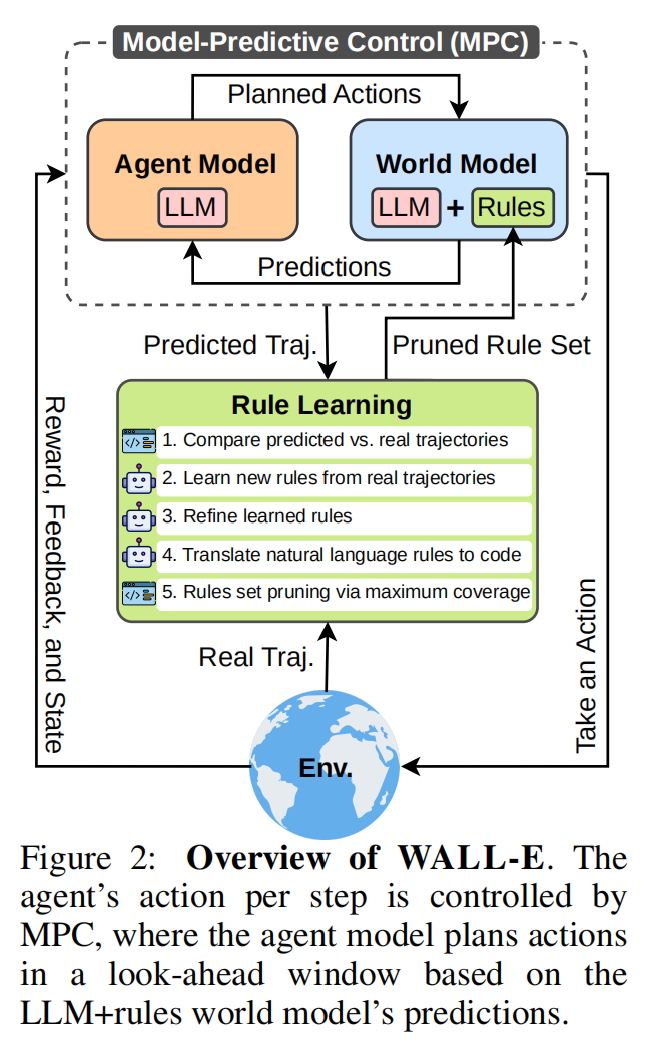 Model-Predictive Control (MPC)
Planned Actions
Agent Model
LLM
World Model
LLM + Rules
Predictions
Predicted Traj.
Pruned Rule Set
Rule Learning
</>
1. Compare predicted vs. real trajectories
2. Learn new rules from real trajectories
3. Refine learned rules
4. Translate natural language rules to code
</>
5. Rules set pruning via maximum coverage
Reward, Feedback, and State
Real Traj.
Take an Action
Env.
Figure 2: Overview of WALL-E. The
agent's action per step is controlled by
MPC, where the agent model plans actions
in a look-ahead window based on the
LLM+rules world model's predictions.